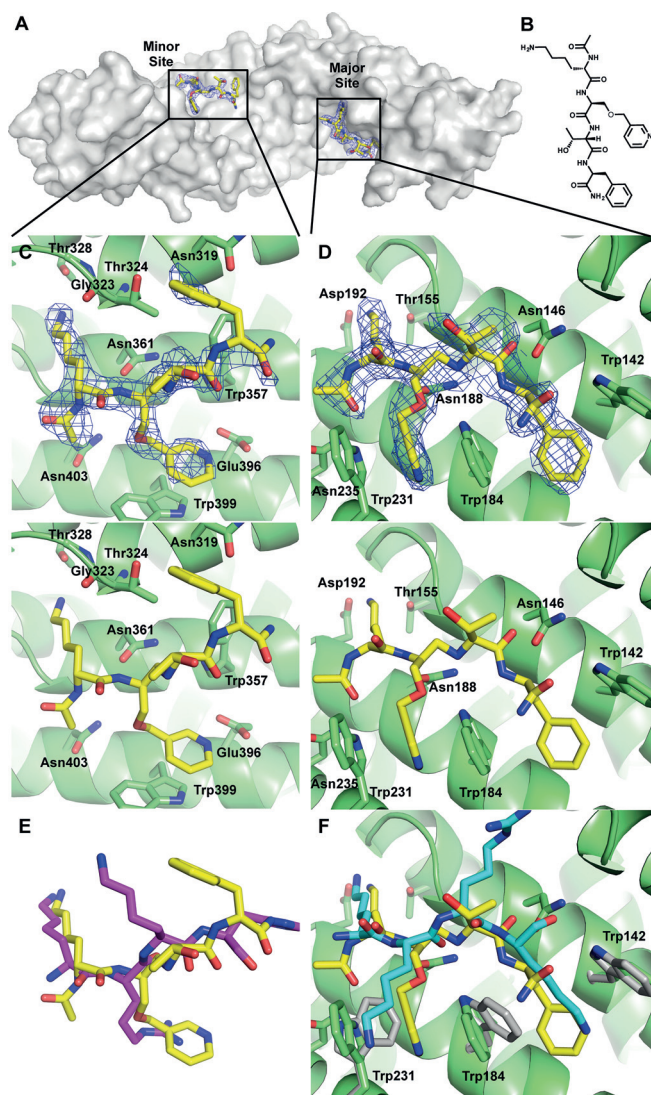 A
Minor
Site
Major
Site
B
H₂N
O
NH
O
NH
O
O
N
NH
H
HO
O
NH
O
NH₂
C
Thr328
Thr324
Gly323
Asn319
Asn361
Trp357
Asn403
Glu396
Trp399
D
Asp192
Thr155
Asn146
Trp142
Asn188
Asn235
Trp231
Trp184
Thr328
Thr324
Gly323
Asn319
Asn361
Trp357
Asn403
Glu396
Trp399
Asp192
Thr155
Asn146
Trp142
Asn188
Asn235
Trp231
Trp184
E
F
Trp142
Trp231
Trp184